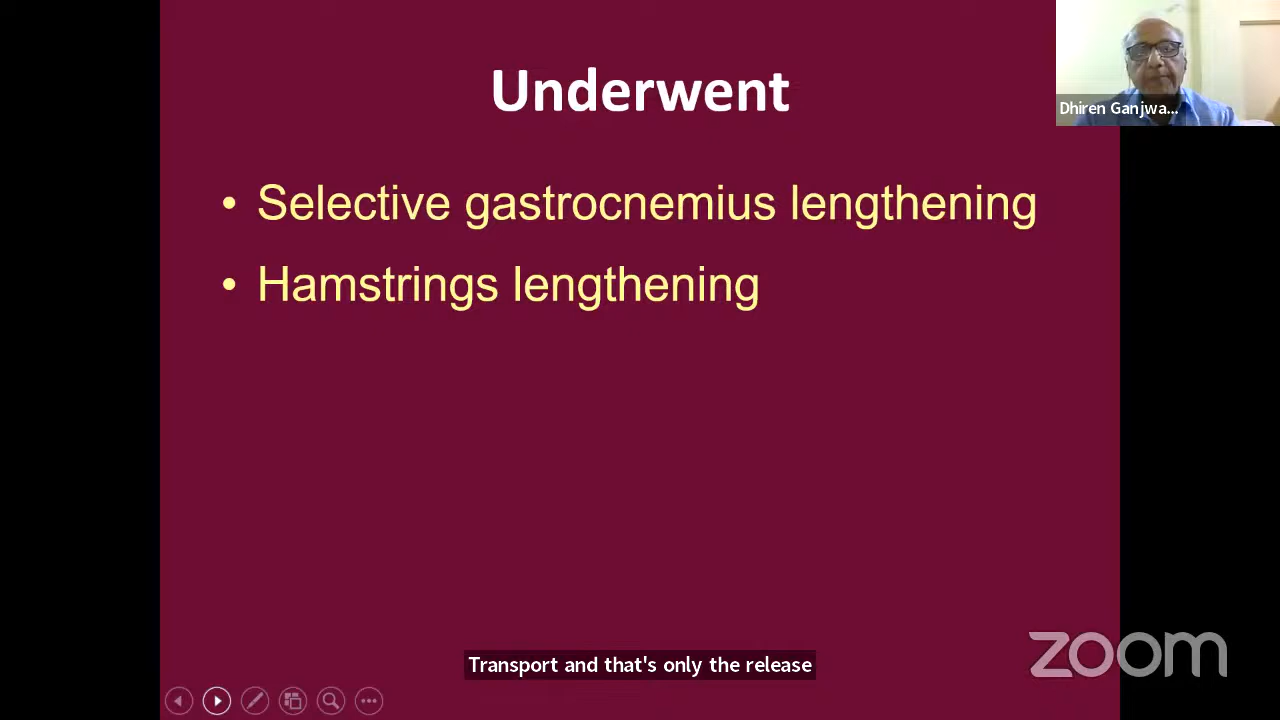 Underwent
Dhiren Ganjwa...
• Selective gastrocnemius lengthening
• Hamstrings lengthening
Transport and that's only the release
zoom